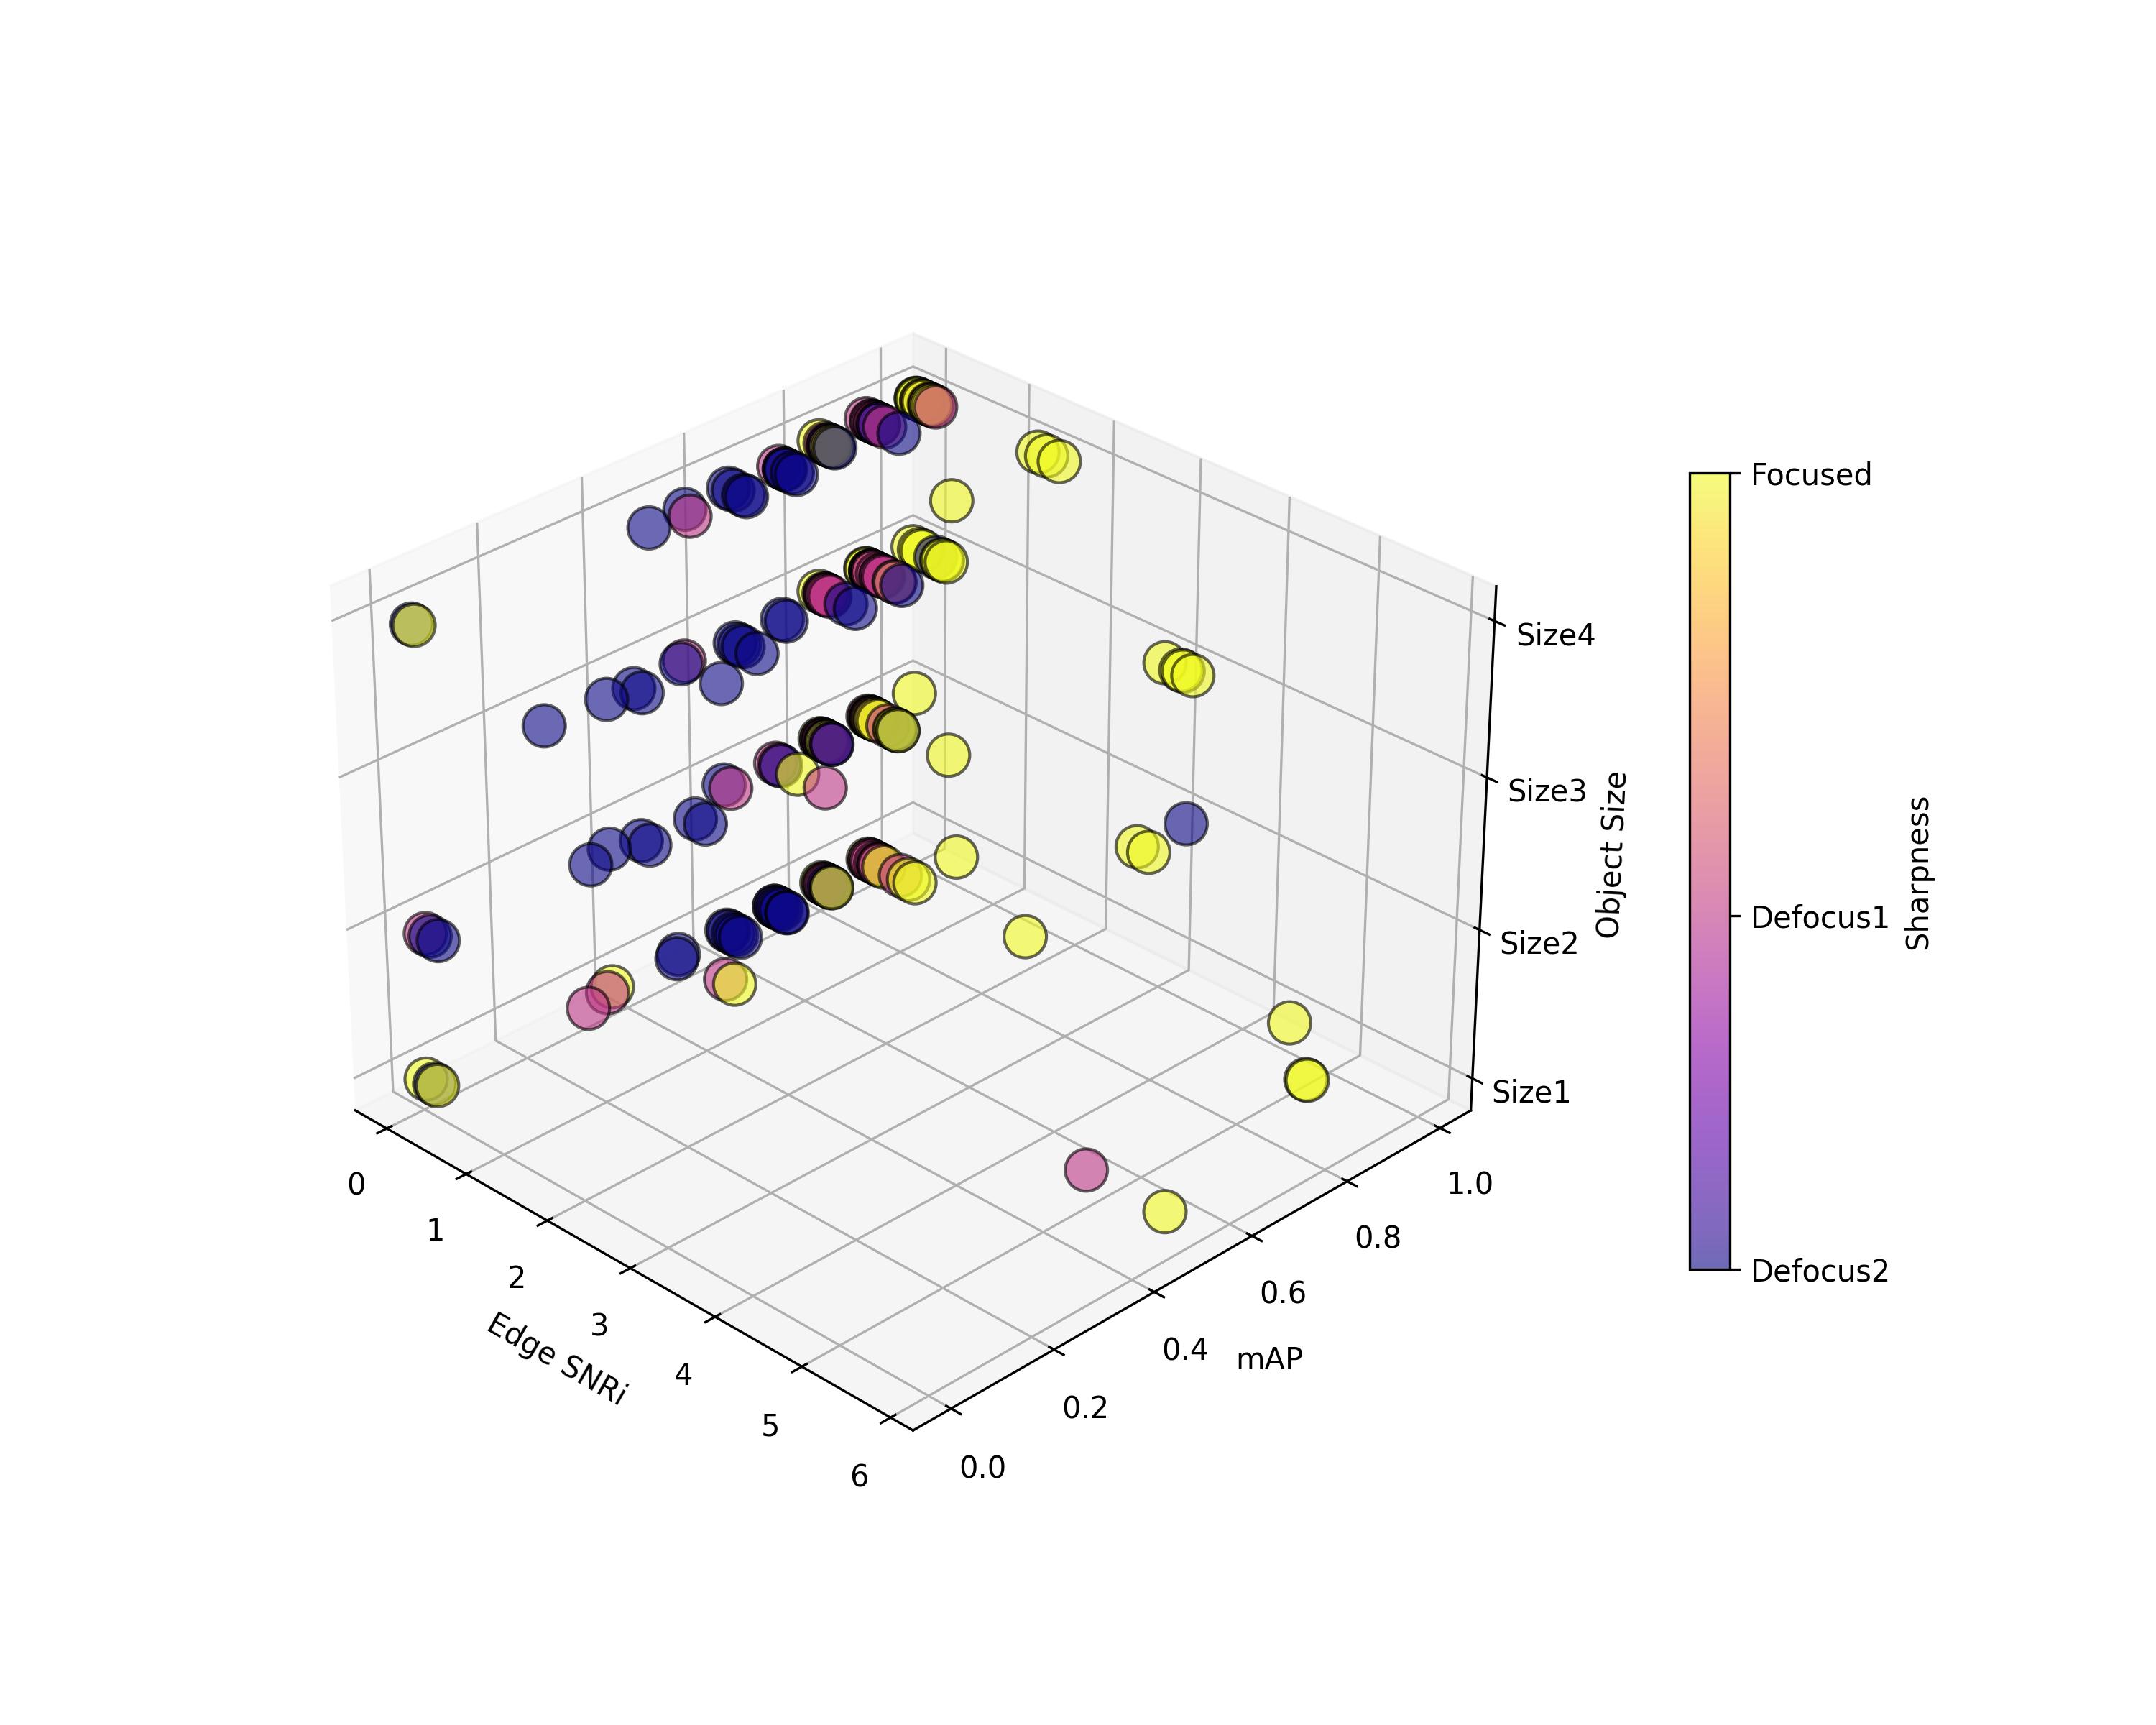 Focused
Defocus1
Defocus2
Sharpness
Size4
Size3
Size2
Size1
Object Size
0
1
2
3
4
5
6
Edge SNRi
0.0
0.2
0.4
0.6
0.8
1.0
mAP